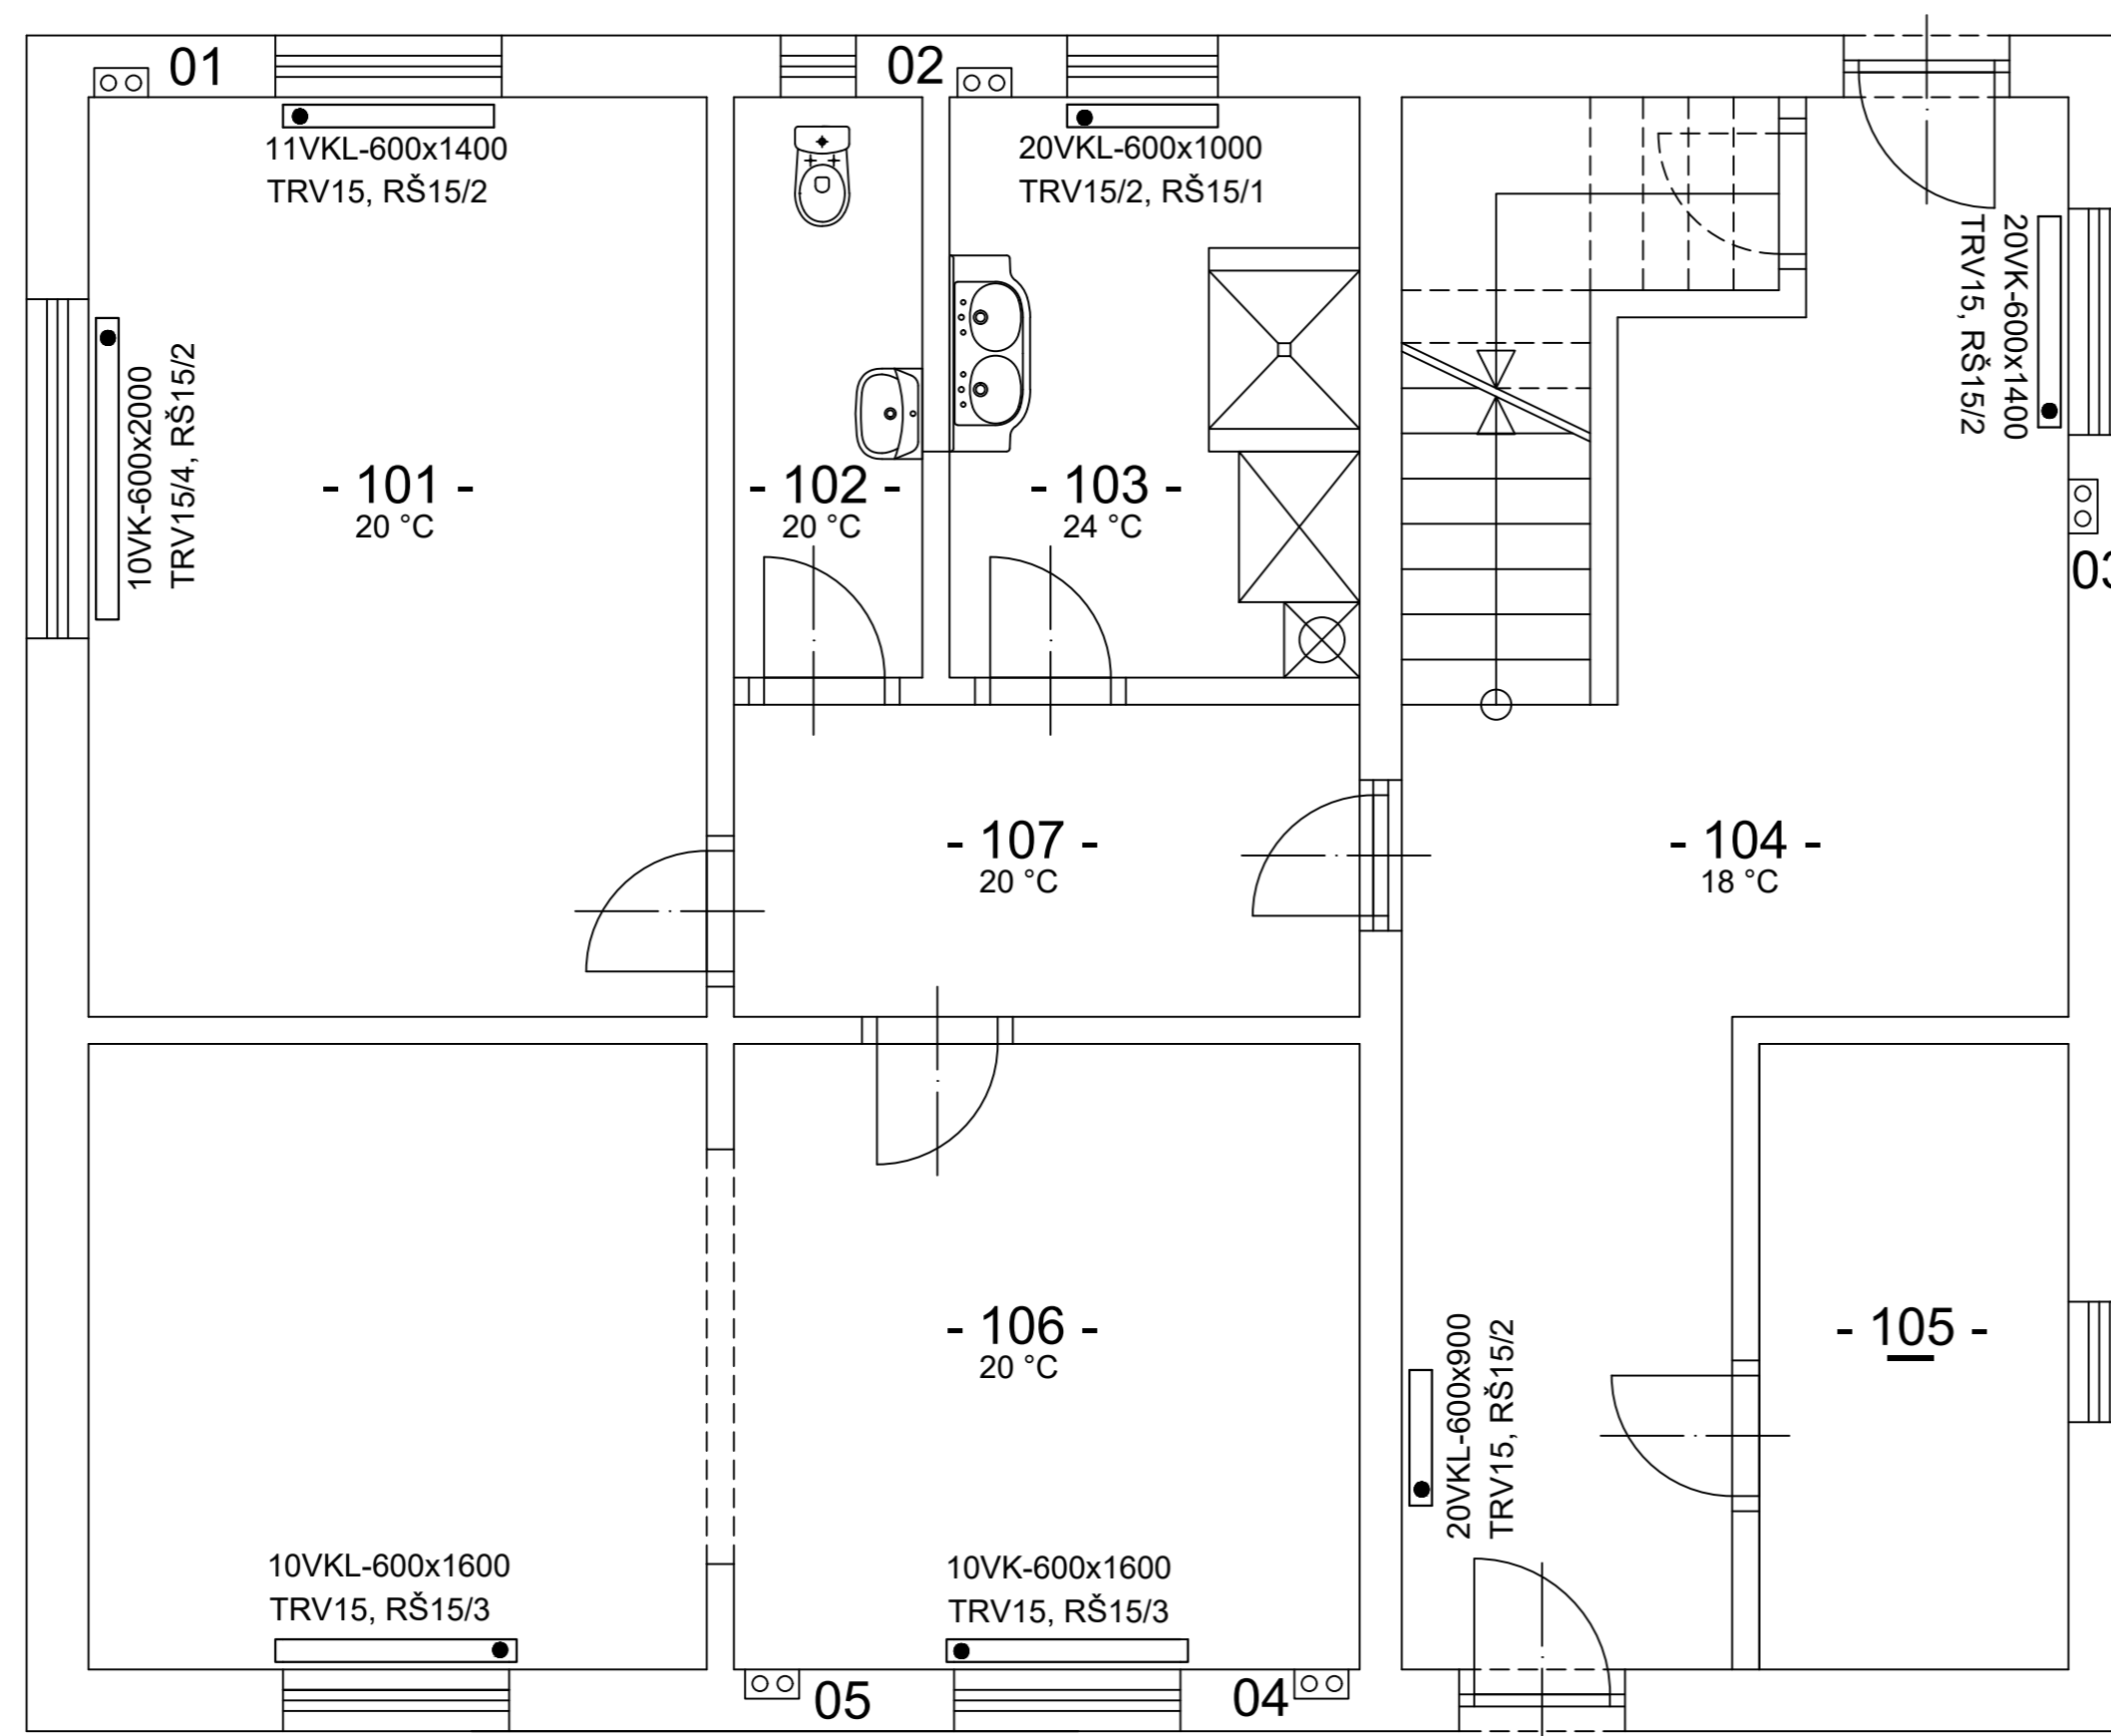 01
02
11VKL-600x1400
TRV15, RŠ15/2
20VKL-600x1000
TRV15/2, RŠ15/1
20VK-600x1400
TRV15, RŠ15/2
10VK-600x2000
TRV15/4, RŠ15/2
- 101 -
20 °C
- 102 -
20 °C
- 103 -
24 °C
03
- 107 -
20 °C
- 104 -
18 °C
- 106 -
20 °C
- 105 -
20VKL-600x900
TRV15, RŠ15/2
10VKL-600x1600
TRV15, RŠ15/3
10VK-600x1600
TRV15, RŠ15/3
05
04